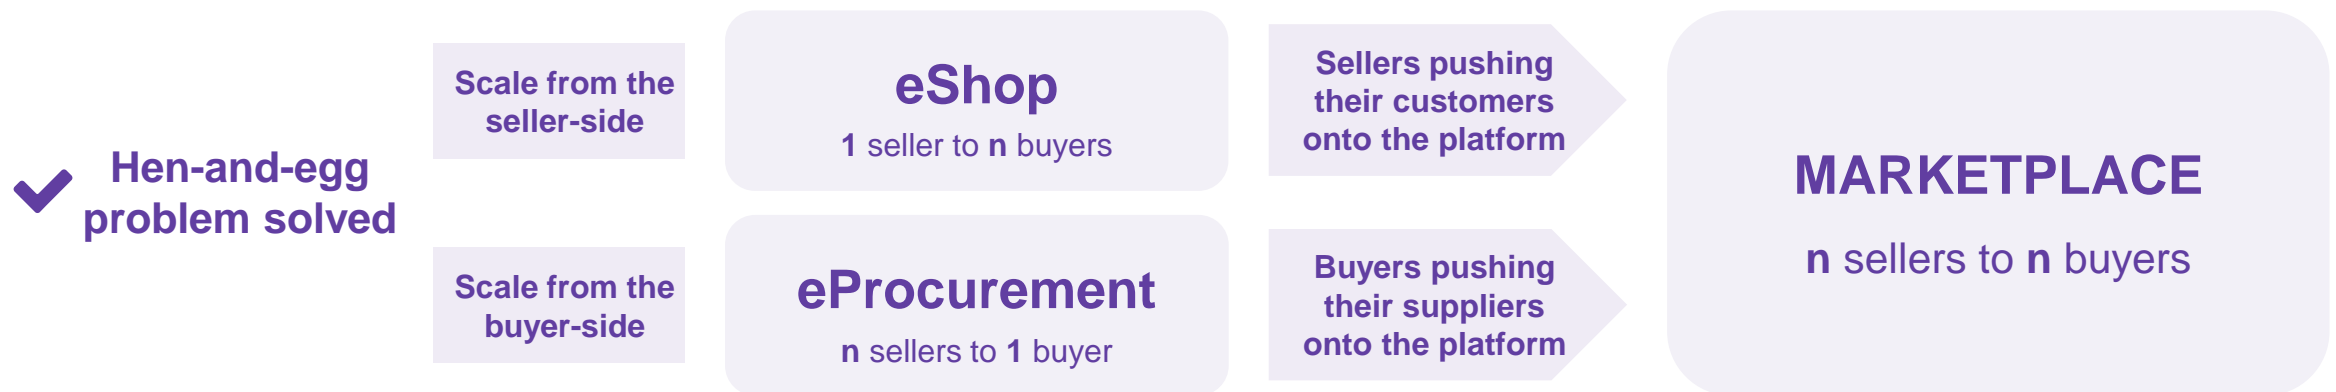 Hen-and-egg
problem solved
Scale from the
seller-side
eShop
1 seller to n buyers
Sellers pushing
their customers
onto the platform
Scale from the
buyer-side
eProcurement
n sellers to 1 buyer
Buyers pushing
their suppliers
onto the platform
MARKETPLACE
n sellers to n buyers